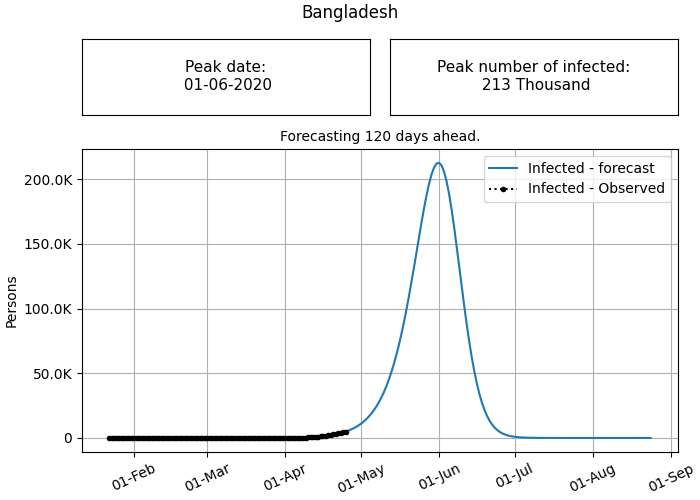 Bangladesh
Peak date:
01-06-2020
Peak number of infected:
213 Thousand
Forecasting 120 days ahead.
Infected - forecast
Infected - Observed
Persons
200.0K
150.0K
100.0K
50.0K
0
01-Feb
01-Mar
01-Apr
01-May
01-Jun
01-Jul
01-Aug
01-Sep